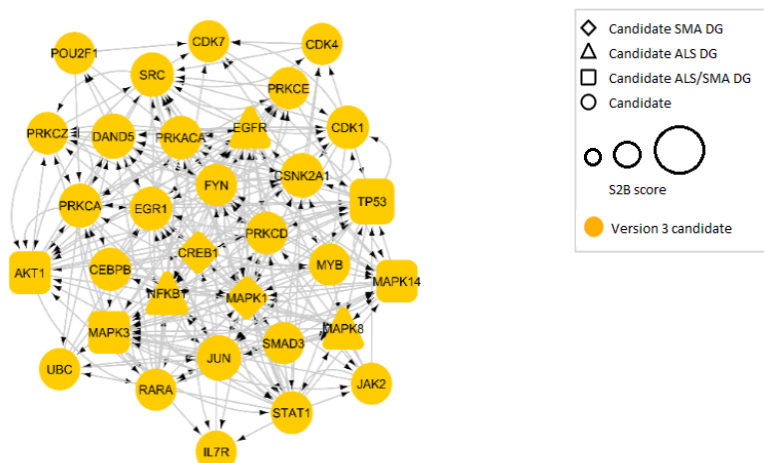 CDK7
CDK4
POU2F1
SRC
PRKCE
PRKCZ
DAND5
PRKACA
EGFR
CDK1
FYN
CSNK2A1
TP53
PRKCA
EGR1
PRKCD
CREB1
MYB
AKT1
CEBPB
MAPK14
NFKB1
MAPK1
MAPK3
MAPK8
SMAD3
JUN
UBC
RARA
JAK2
STAT1
IL7R
Candidate SMA DG
Candidate ALS DG
Candidate ALS/SMA DG
Candidate
S2B score
Version 3 candidate